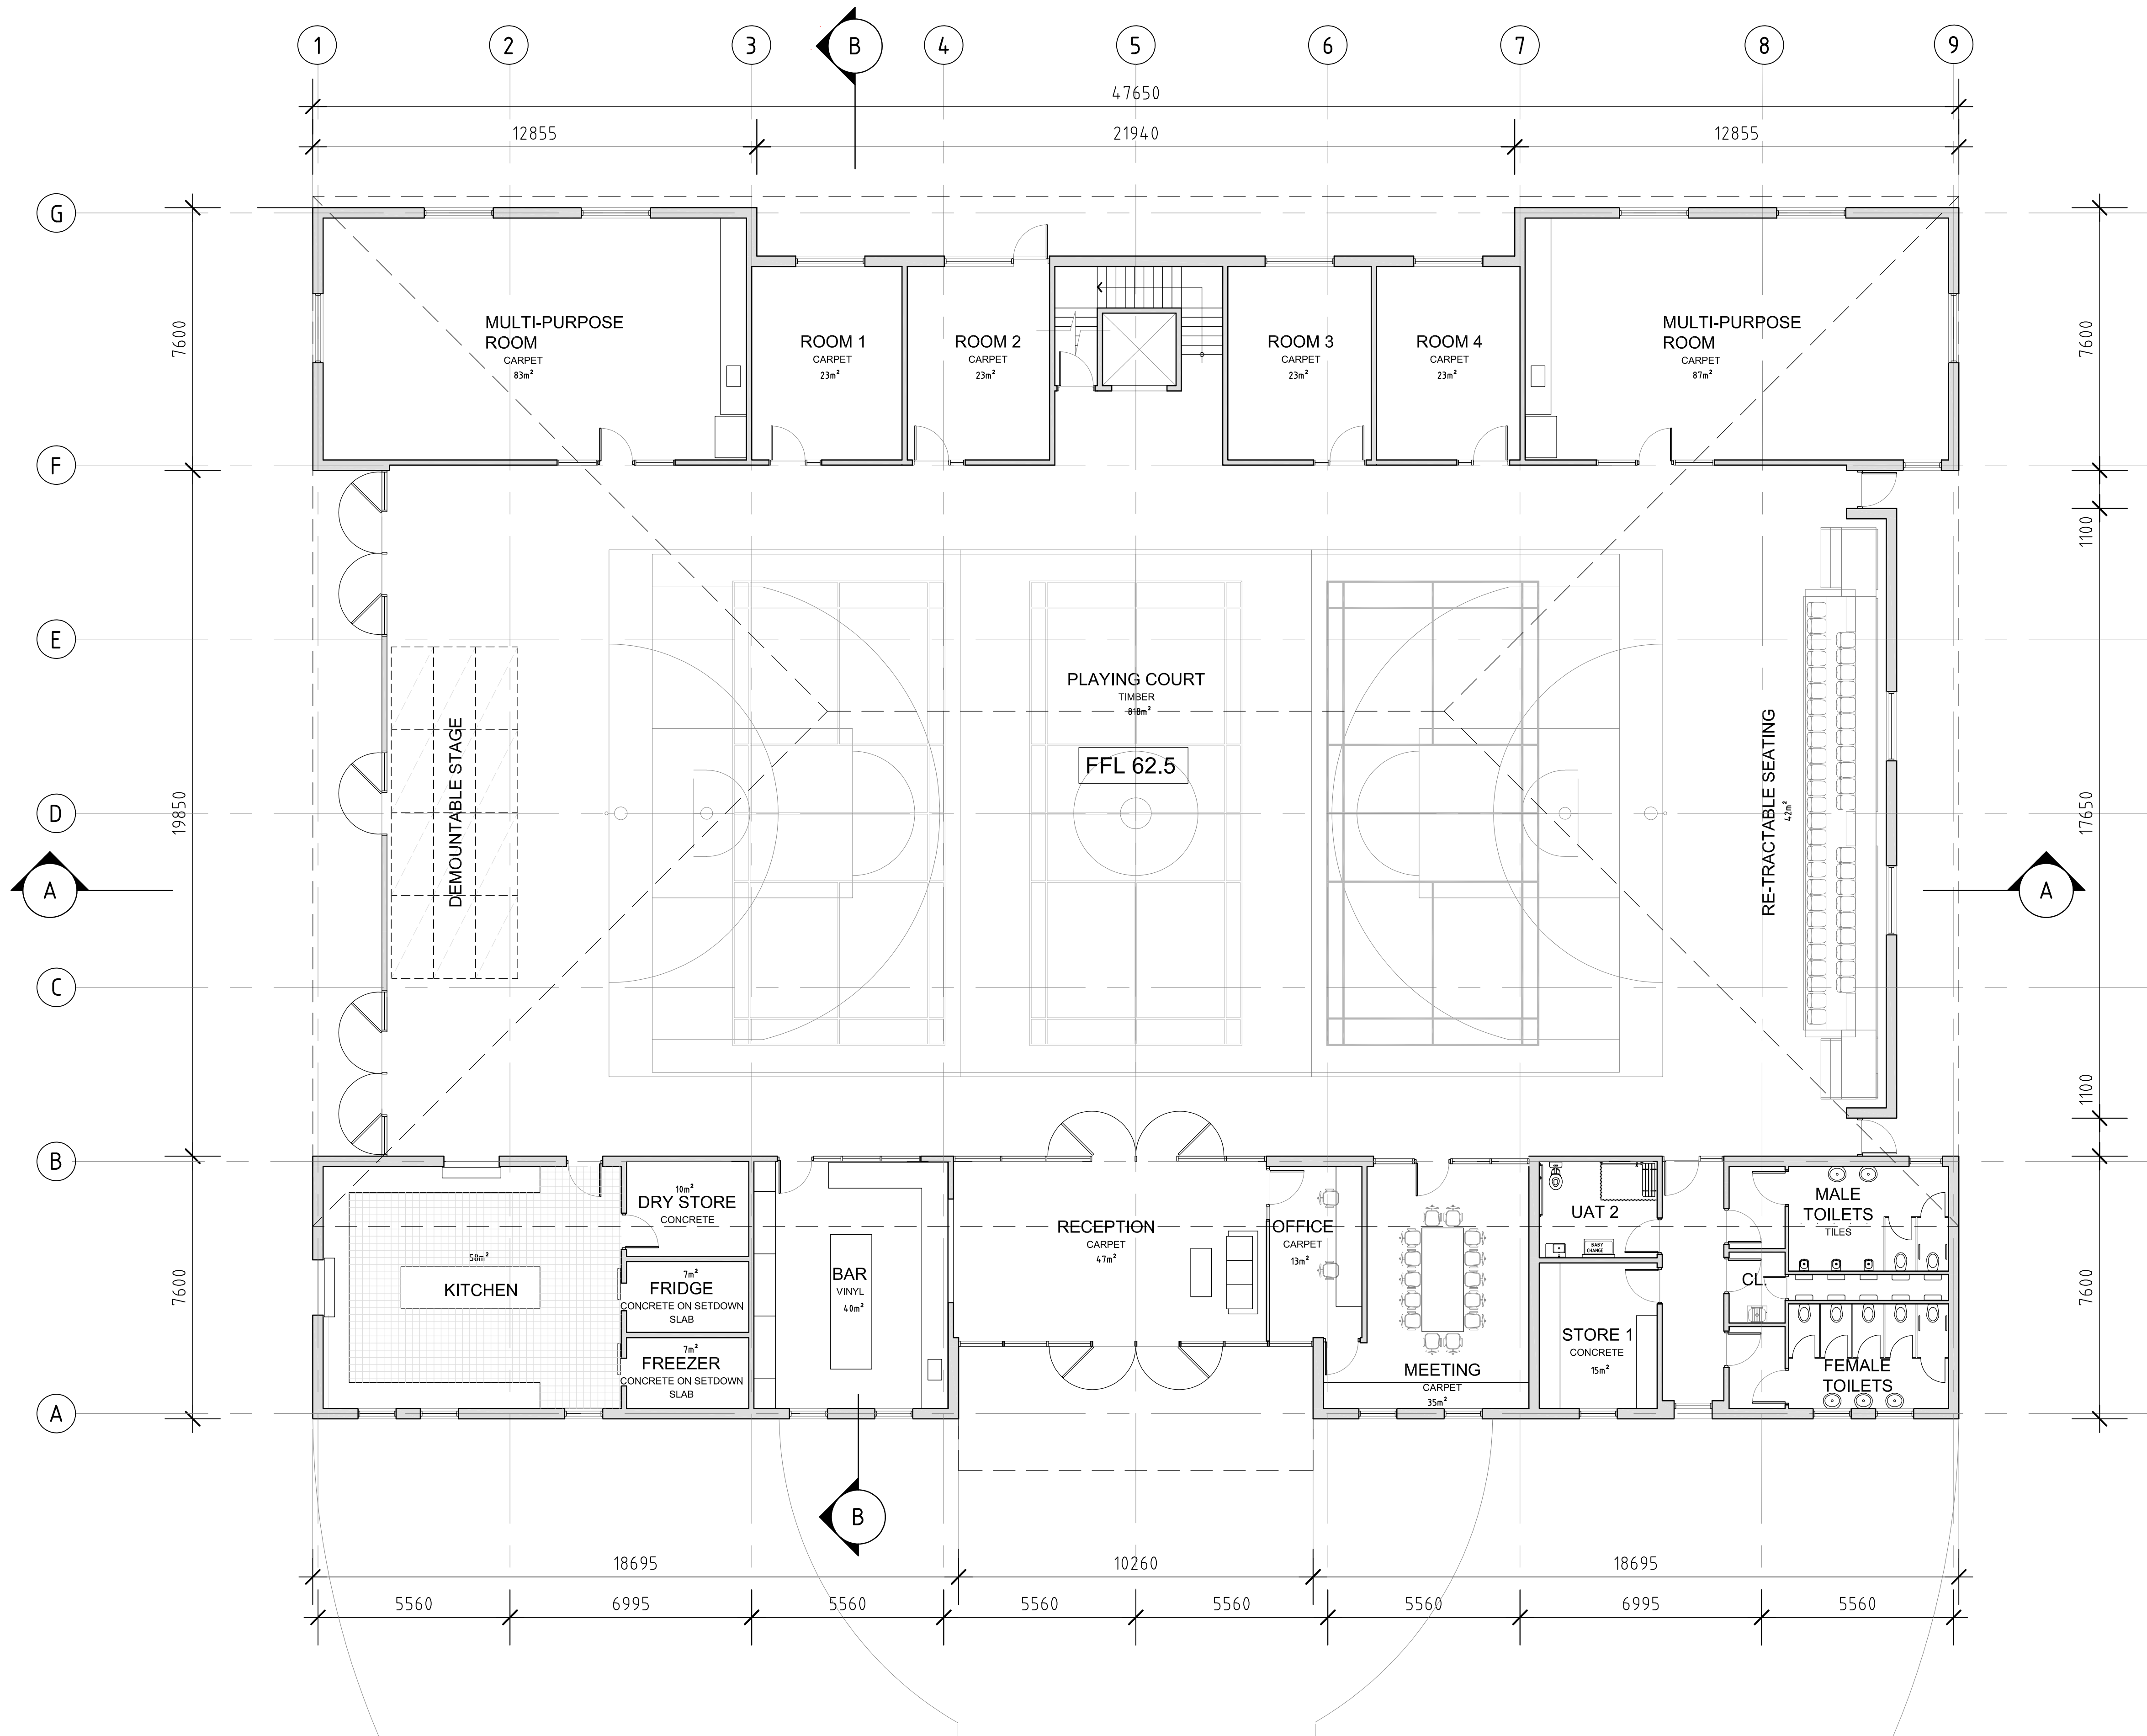 1
2
3
B
4
5
6
7
8
9
47650
12855
21940
12855
G
7600
7600
MULTI-PURPOSE
ROOM
CARPET
83m²
ROOM 1
CARPET
23m²
ROOM 2
CARPET
23m²
ROOM 3
CARPET
23m²
ROOM 4
CARPET
23m²
MULTI-PURPOSE
ROOM
CARPET
87m²
F
1100
E
PLAYING COURT
TIMBER
818m²
FFL 62.5
DEMOUNTABLE STAGE
RE-TRACTABLE SEATING
42m²
D
19850
17650
A
A
C
1100
B
10m²
DRY STORE
CONCRETE
58m²
KITCHEN
7m²
FRIDGE
CONCRETE ON SETDOWN
SLAB
7m²
FREEZER
CONCRETE ON SETDOWN
SLAB
BAR
VINYL
40m²
RECEPTION
CARPET
47m²
OFFICE
CARPET
13m²
MEETING
CARPET
35m²
UAT 2
BABY
CHANGE
STORE 1
CONCRETE
15m²
MALE
TOILETS
TILES
CL.
FEMALE
TOILETS
7600
7600
A
B
18695
10260
18695
5560
6995
5560
5560
5560
5560
6995
5560